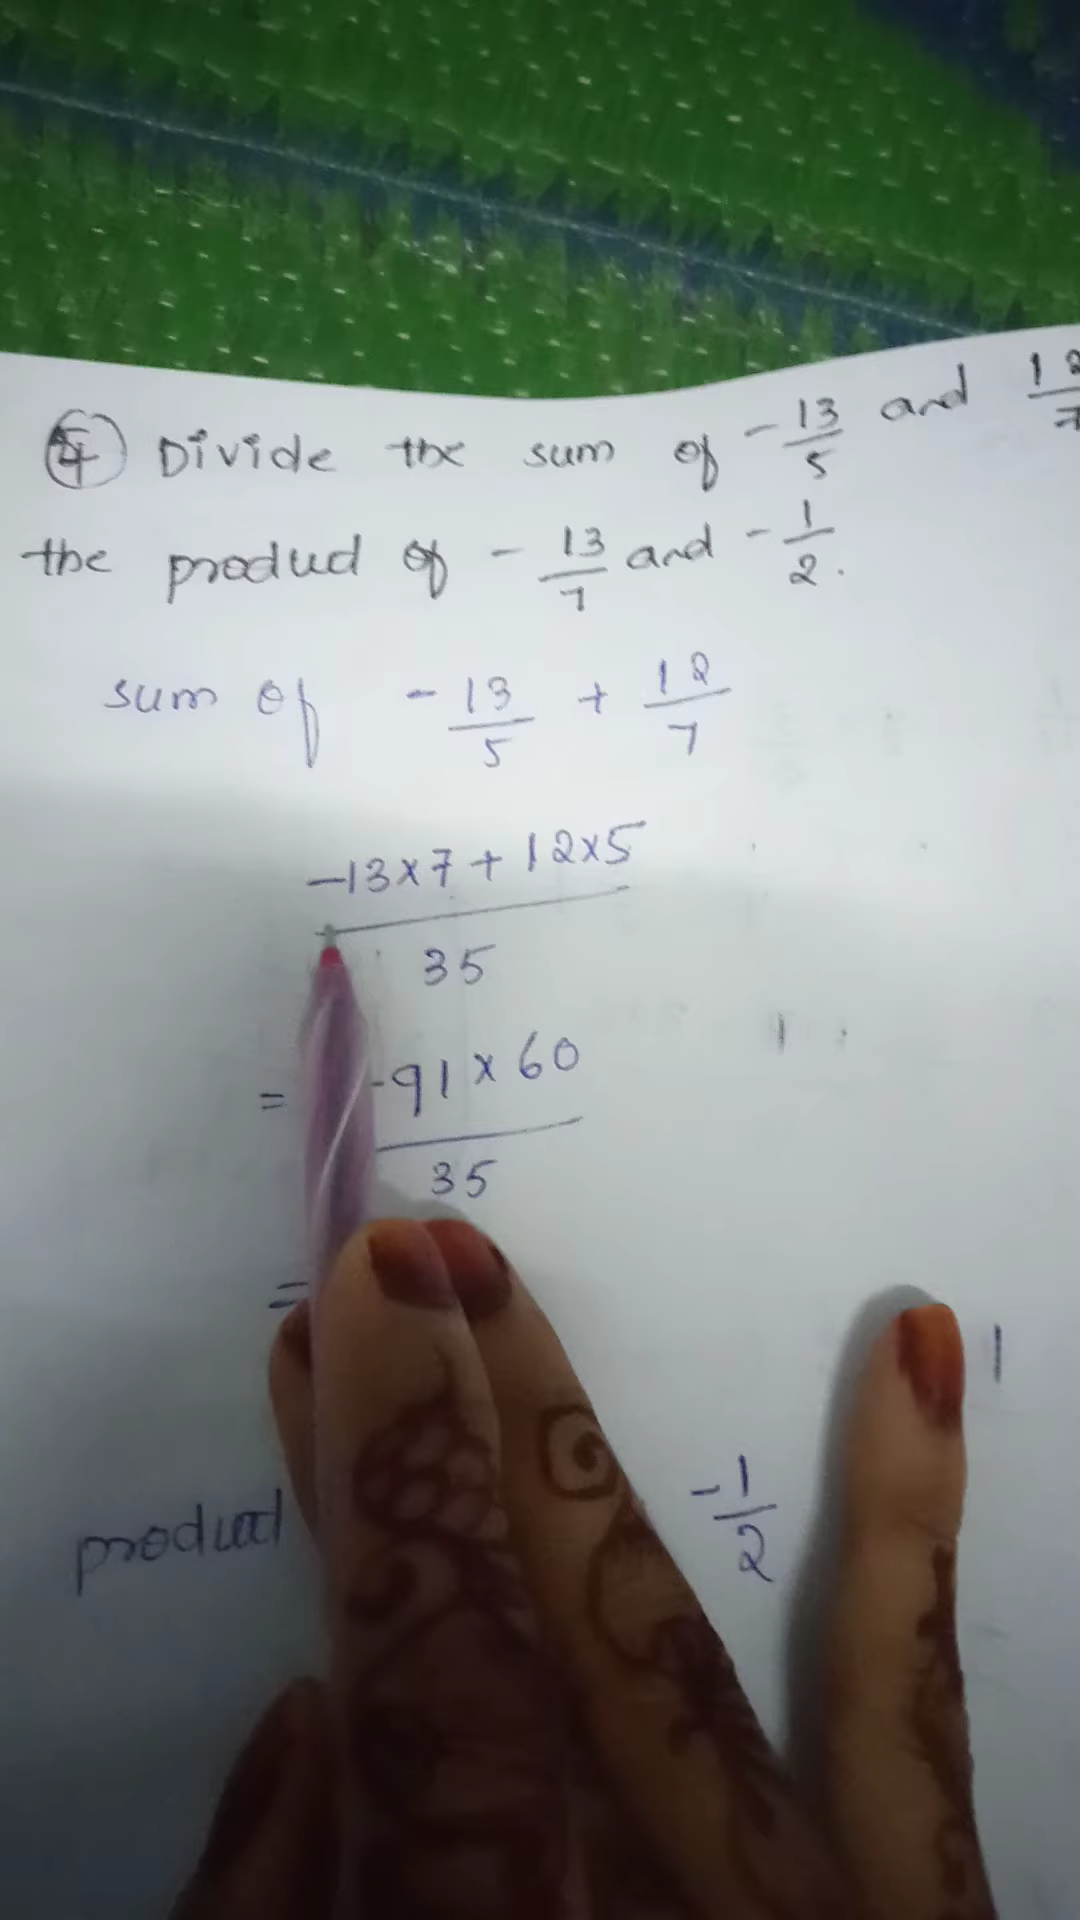 ④ Divide the sum of -13/5 and 12/7
the product of - 13/7 and -1/2.
sum of -13/5 + 12/7
-13×7 + 12×5
35
= -91 × 60
35
=
product -1/2